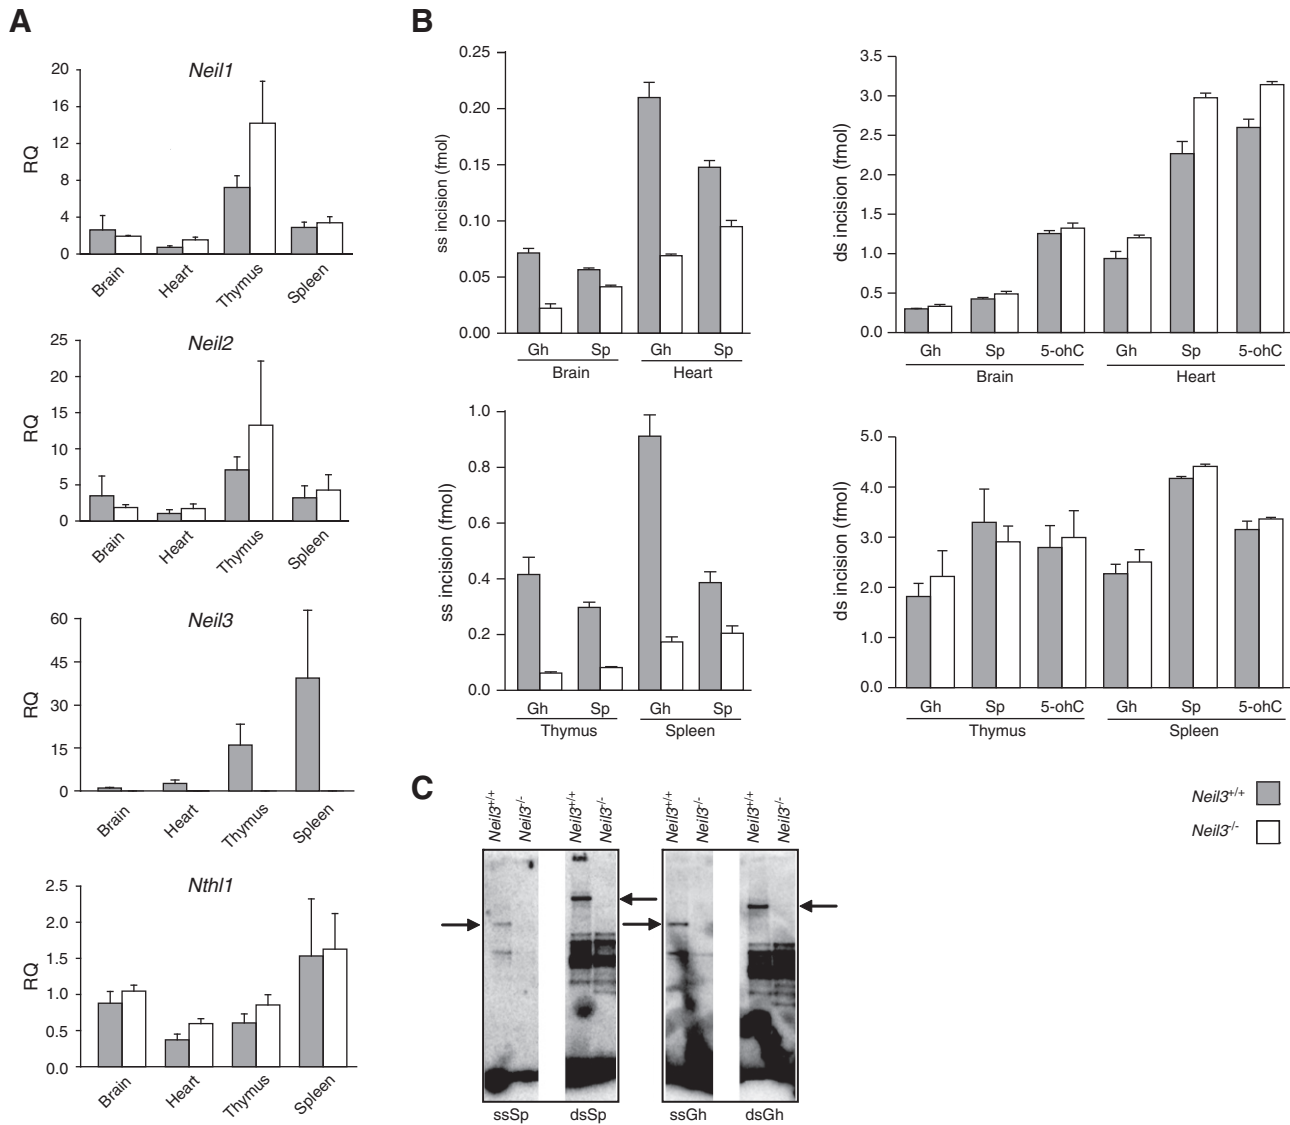 A
Neil1
RQ
20
16
12
8
4
0
Brain
Heart
Thymus
Spleen
Neil2
RQ
25
20
15
10
5
0
Brain
Heart
Thymus
Spleen
Neil3
RQ
60
45
30
15
0
Brain
Heart
Thymus
Spleen
Nthl1
RQ
2.5
2.0
1.5
1.0
0.5
0.0
Brain
Heart
Thymus
Spleen
B
ss incision (fmol)
0.25
0.20
0.15
0.10
0.05
0.00
Gh Sp Gh Sp
Brain Heart
ds incision (fmol)
3.5
3.0
2.5
2.0
1.5
1.0
0.5
0.0
Gh Sp 5-ohC Gh Sp 5-ohC
Brain Heart
ss incision (fmol)
1.0
0.8
0.6
0.4
0.2
0.0
Gh Sp Gh Sp
Thymus Spleen
ds incision (fmol)
5.0
4.0
3.0
2.0
1.0
0.0
Gh Sp 5-ohC Gh Sp 5-ohC
Thymus Spleen
C
Neil3+/+ Neil3-/- Neil3+/+ Neil3-/- Neil3+/+ Neil3-/- Neil3+/+ Neil3-/-
ssSp dsSp ssGh dsGh
Neil3+/+
Neil3-/-